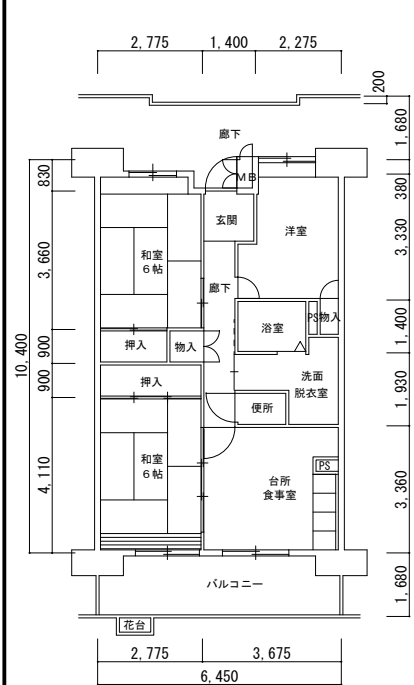 2,775
1,400
2,275
200
廊下
1,680
MB
830
380
玄関
洋室
3,330
3,660
和室
6帖
廊下
10,400
浴室
PS
物入
1,400
押入
物入
900
押入
900
洗面
脱衣室
1,930
便所
和室
6帖
4,110
PS
台所
食事室
3,360
バルコニー
1,680
花台
2,775
3,675
6,450